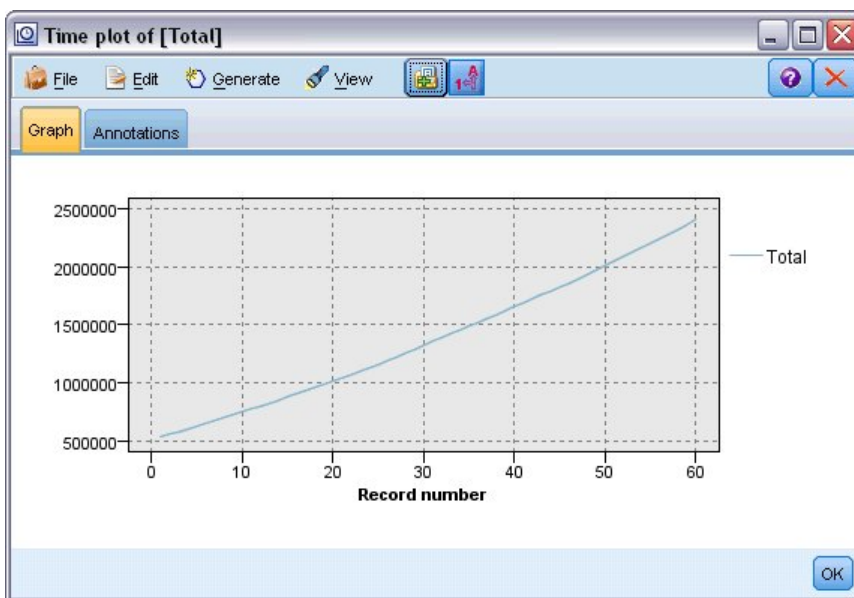 Time plot of [Total]
File Edit Generate View
Graph Annotations
2500000
2000000
1500000
1000000
500000
Total
0 10 20 30 40 50 60
Record number
OK